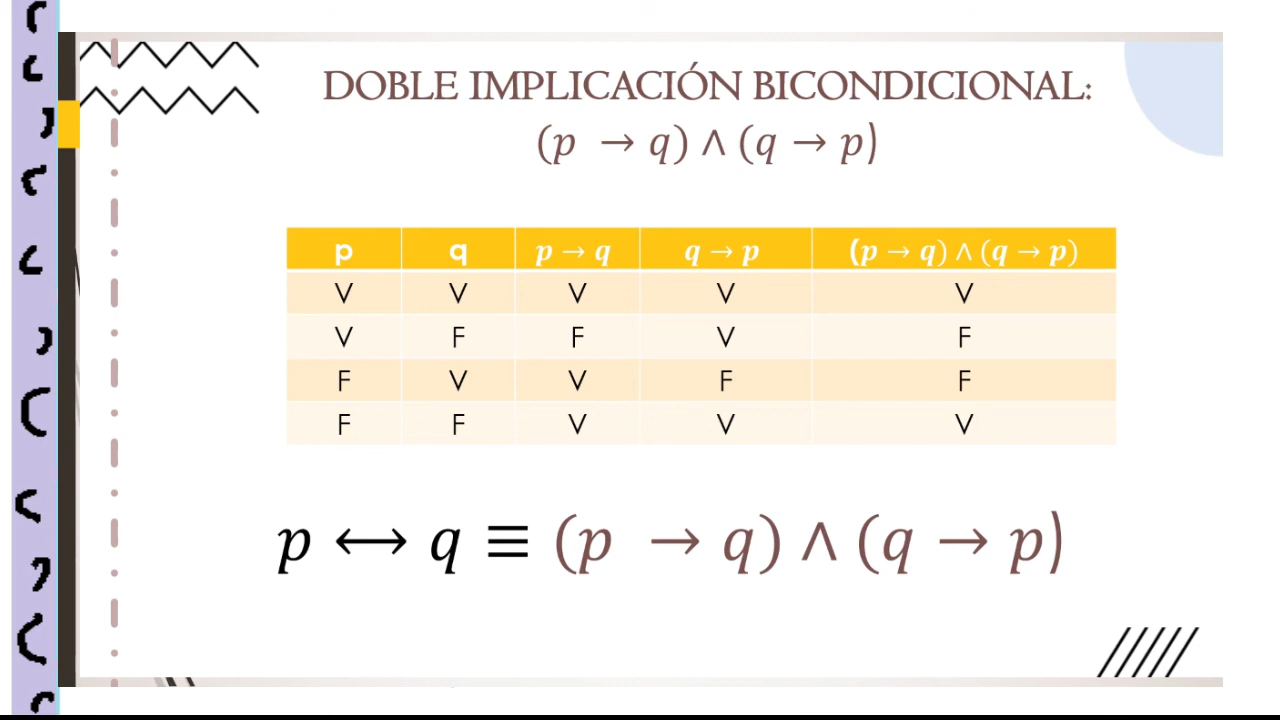 DOBLE IMPLICACIÓN BICONDICIONAL:
(p → q) ∧ (q → p)
p q p → q q → p (p → q) ∧ (q → p)
V V V V V
V F F V F
F V V F F
F F V V V
p ↔ q ≡ (p → q) ∧ (q → p)